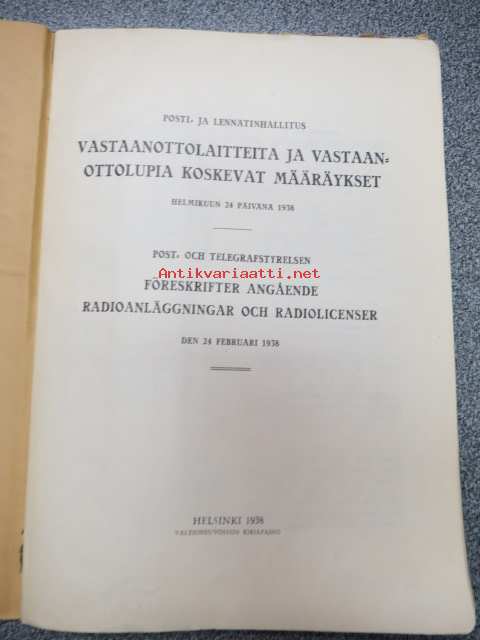 POSTI- JA LENNÄTINHALLITUS
VASTAANOTTOLAITTEITA JA VASTAAN-
OTTOLUPIA KOSKEVAT MÄÄRÄYKSET
HELMIKUUN 24 PÄIVÄNÄ 1938
POST- OCH TELEGRAFSTYRELSEN
Antikvariaatti.net
FÖRESKRIFTER ANGÅENDE
RADIOANLÄGGNINGAR OCH RADIOLICENSER
DEN 24 FEBRUARI 1938
HELSINKI 1938
VALTIONEUVOSTON KIRJAPAINO